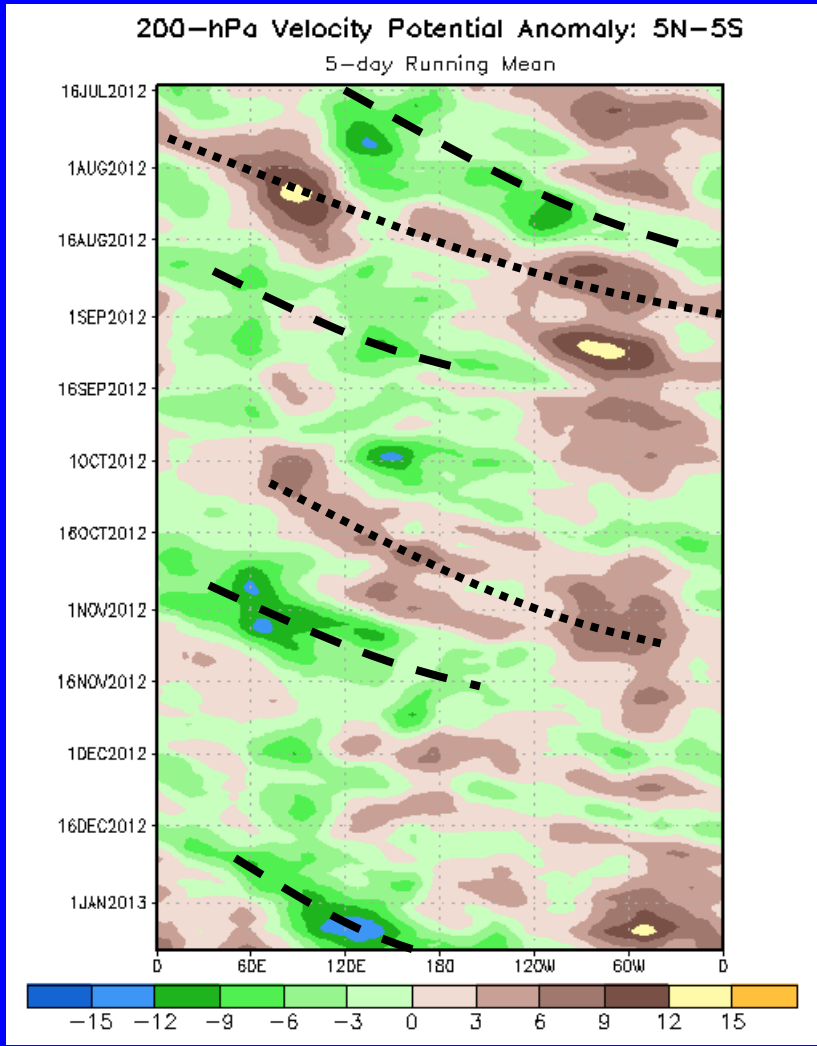 200-hPa Velocity Potential Anomaly: 5N-5S
5-day Running Mean
16JUL2012
1AUG2012
16AUG2012
1SEP2012
16SEP2012
1OCT2012
16OCT2012
1NOV2012
16NOV2012
1DEC2012
16DEC2012
1JAN2013
0 60E 120E 180 120W 60W 0
-15 -12 -9 -6 -3 0 3 6 9 12 15